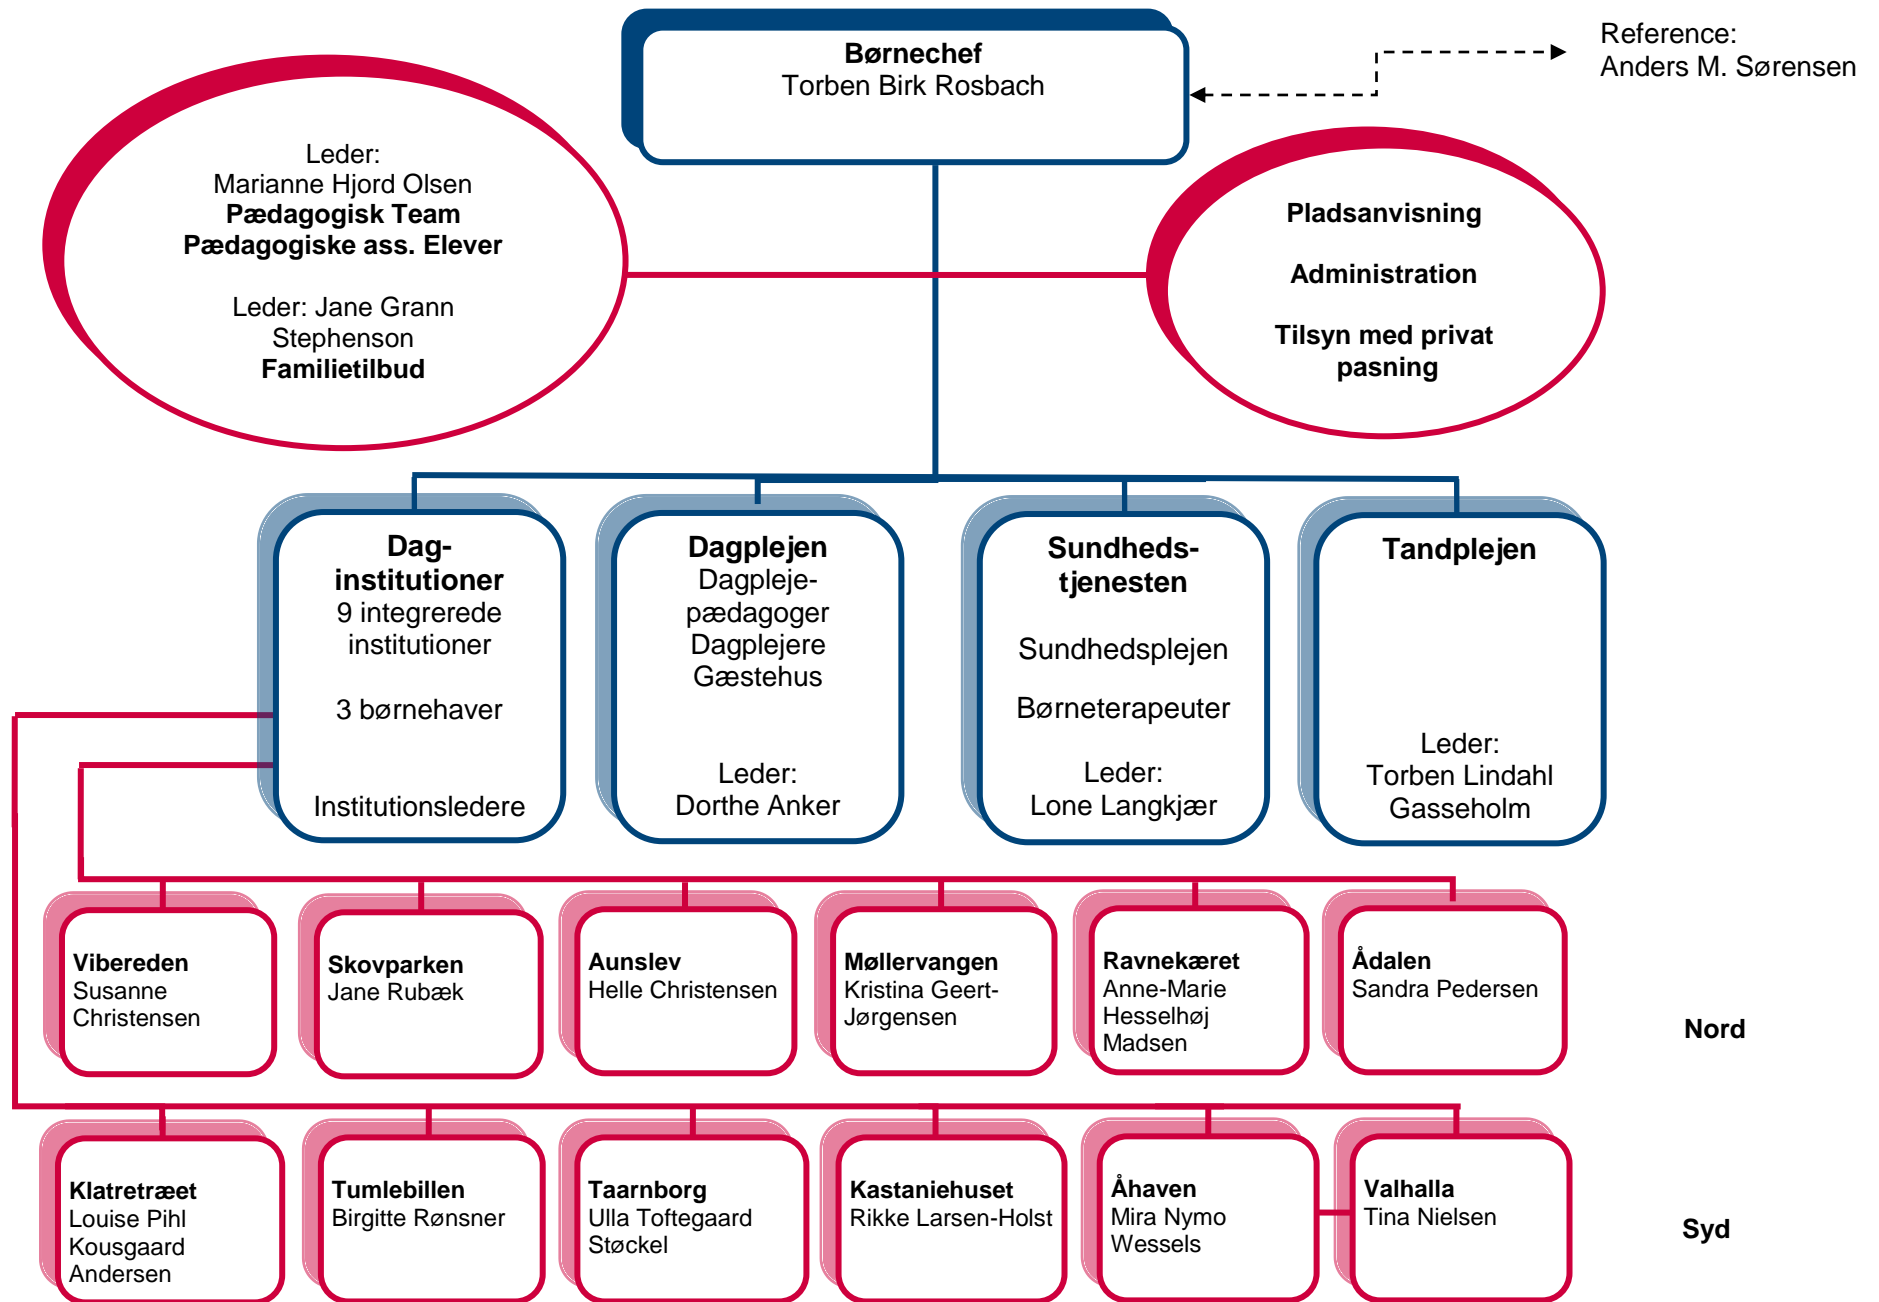 Børnechef
Torben Birk Rosbach
Reference:
Anders M. Sørensen
Leder:
Marianne Hjord Olsen
Pædagogisk Team
Pædagogiske ass. Elever
Leder: Jane Grann
Stephenson
Familietilbud
Pladsanvisning
Administration
Tilsyn med privat
pasning
Dag-
institutioner
9 integrerede
institutioner
3 børnehaver
Institutionsledere
Dagplejen
Dagpleje-
pædagoger
Dagplejere
Gæstehus
Leder:
Dorthe Anker
Sundheds-
tjenesten
Sundhedsplejen
Børneterapeuter
Leder:
Lone Langkjær
Tandplejen
Leder:
Torben Lindahl
Gasseholm
Vibereden
Susanne
Christensen
Skovparken
Jane Rubæk
Aunslev
Helle Christensen
Møllervangen
Kristina Geert-
Jørgensen
Ravnekæret
Anne-Marie
Hesselhøj
Madsen
Ådalen
Sandra Pedersen
Nord
Klatretræet
Louise Pihl
Kousgaard
Andersen
Tumlebillen
Birgitte Rønsner
Taarnborg
Ulla Toftegaard
Støckel
Kastaniehuset
Rikke Larsen-Holst
Åhaven
Mira Nymo
Wessels
Valhalla
Tina Nielsen
Syd